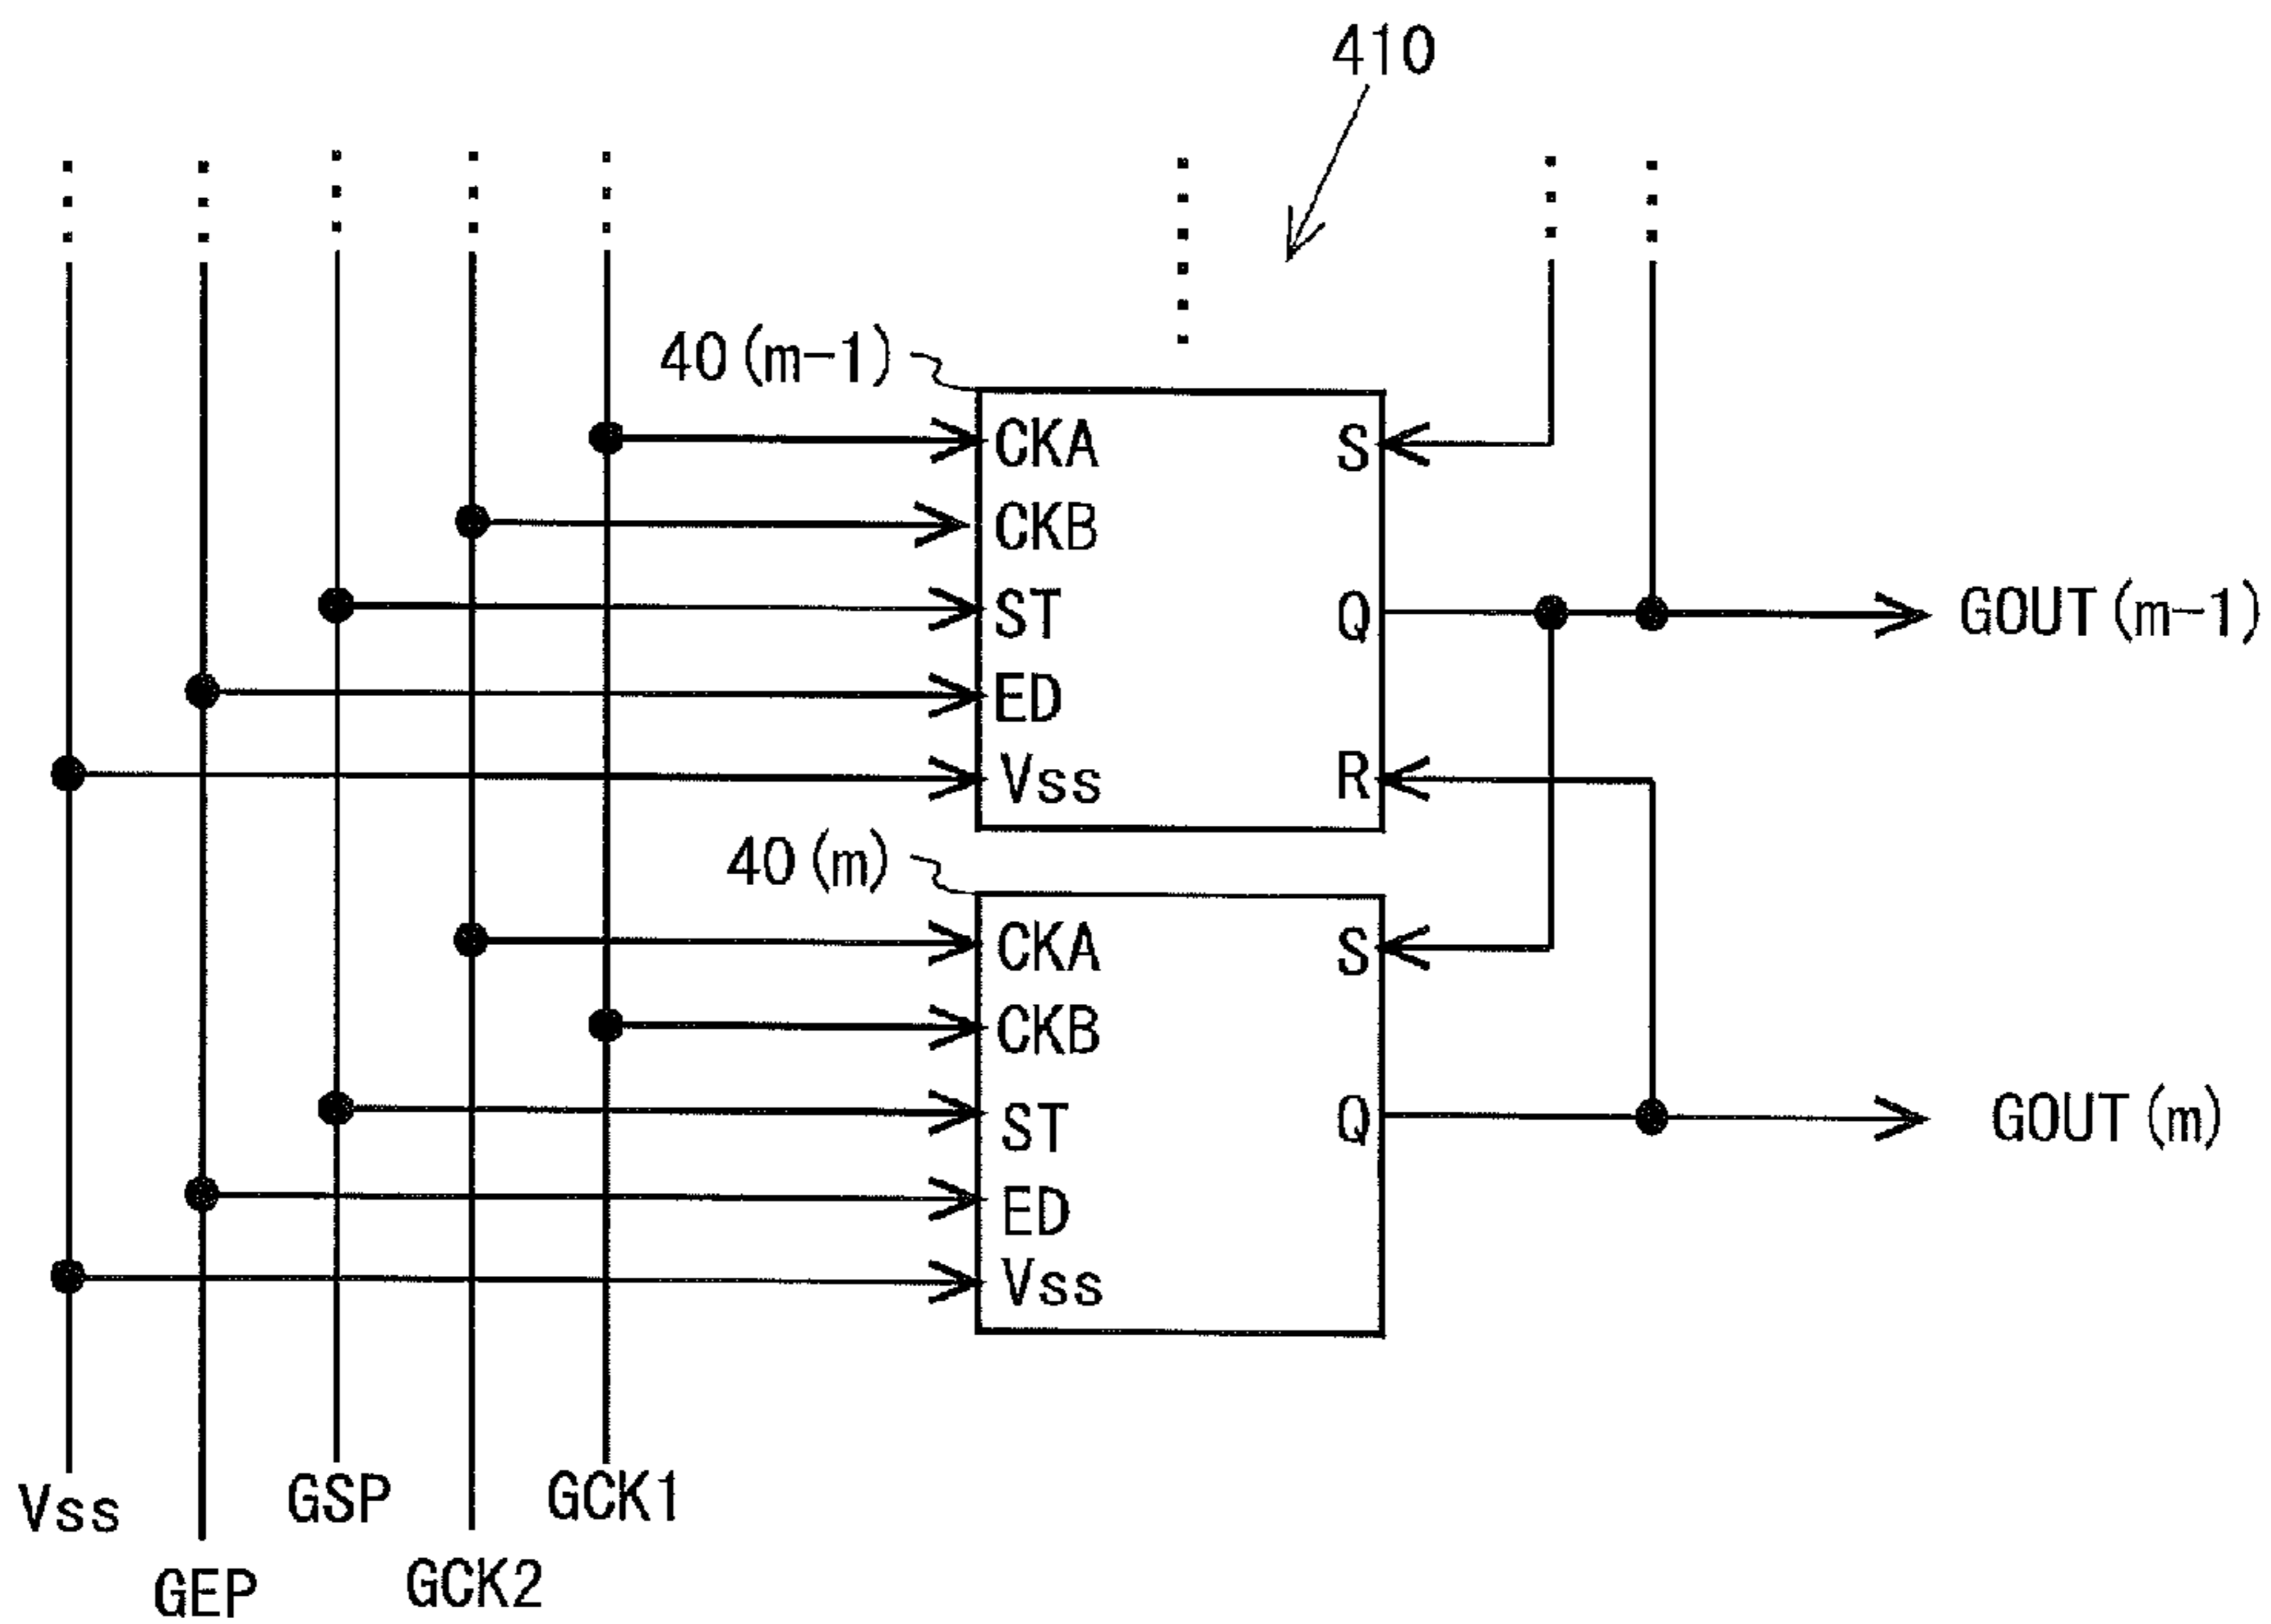 410
40(m-1)
CKA
S
CKB
ST
Q
GOUT(m-1)
ED
Vss
R
40(m)
CKA
S
CKB
ST
Q
GOUT(m)
ED
Vss
Vss
GSP
GCK1
GEP
GCK2